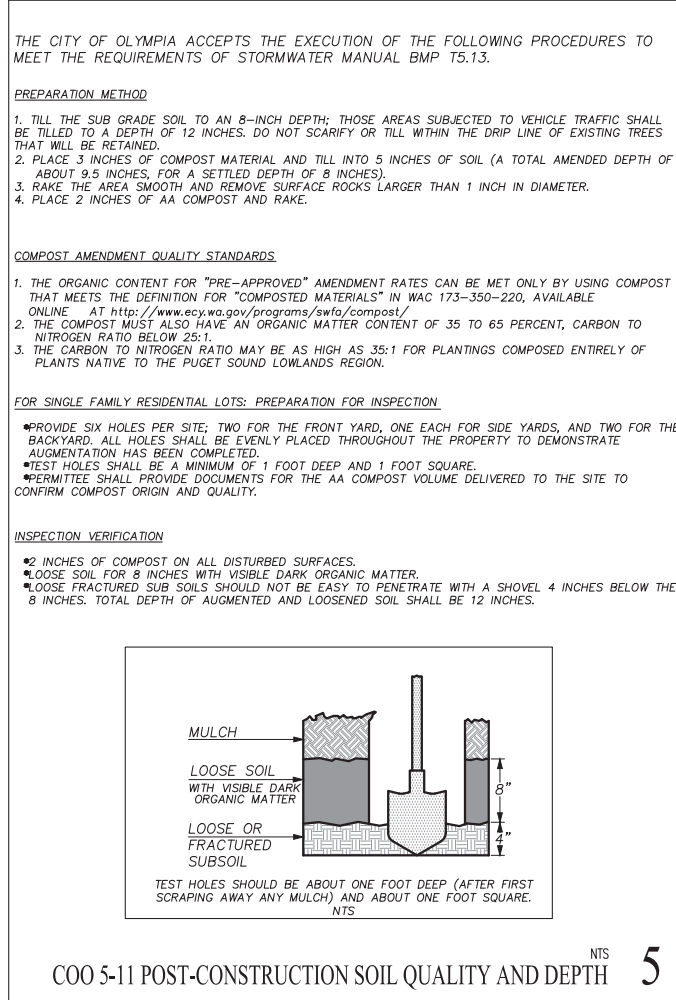 THE CITY OF OLYMPIA ACCEPTS THE EXECUTION OF THE FOLLOWING PROCEDURES TO
MEET THE REQUIREMENTS OF STORMWATER MANUAL BMP T5.13.
PREPARATION METHOD
1. TILL THE SUB GRADE SOIL TO AN 8-INCH DEPTH; THOSE AREAS SUBJECTED TO VEHICLE TRAFFIC SHALL
BE TILLED TO A DEPTH OF 12 INCHES. DO NOT SCARIFY OR TILL WITHIN THE DRIP LINE OF EXISTING TREES
THAT WILL BE RETAINED.
2. PLACE 3 INCHES OF COMPOST MATERIAL AND TILL INTO 5 INCHES OF SOIL (A TOTAL AMENDED DEPTH OF
ABOUT 9.5 INCHES, FOR A SETTLED DEPTH OF 8 INCHES).
3. RAKE THE AREA SMOOTH AND REMOVE SURFACE ROCKS LARGER THAN 1 INCH IN DIAMETER.
4. PLACE 2 INCHES OF AA COMPOST AND RAKE.
COMPOST AMENDMENT QUALITY STANDARDS
1. THE ORGANIC CONTENT FOR "PRE-APPROVED" AMENDMENT RATES CAN BE MET ONLY BY USING COMPOST
THAT MEETS THE DEFINITION FOR "COMPOSTED MATERIALS" IN WAC 173-350-220, AVAILABLE
ONLINE AT http://www.ecy.wa.gov/programs/swfa/compost/
2. THE COMPOST MUST ALSO HAVE AN ORGANIC MATTER CONTENT OF 35 TO 65 PERCENT, CARBON TO
NITROGEN RATIO BELOW 25:1.
3. THE CARBON TO NITROGEN RATIO MAY BE AS HIGH AS 35:1 FOR PLANTINGS COMPOSED ENTIRELY OF
PLANTS NATIVE TO THE PUGET SOUND LOWLANDS REGION.
FOR SINGLE FAMILY RESIDENTIAL LOTS: PREPARATION FOR INSPECTION
•PROVIDE SIX HOLES PER SITE; TWO FOR THE FRONT YARD, ONE EACH FOR SIDE YARDS, AND TWO FOR THE
BACKYARD. ALL HOLES SHALL BE EVENLY PLACED THROUGHOUT THE PROPERTY TO DEMONSTRATE
AUGMENTATION HAS BEEN COMPLETED.
•TEST HOLES SHALL BE A MINIMUM OF 1 FOOT DEEP AND 1 FOOT SQUARE.
•PERMITTEE SHALL PROVIDE DOCUMENTS FOR THE AA COMPOST VOLUME DELIVERED TO THE SITE TO
CONFIRM COMPOST ORIGIN AND QUALITY.
INSPECTION VERIFICATION
•2 INCHES OF COMPOST ON ALL DISTURBED SURFACES.
•LOOSE SOIL FOR 8 INCHES WITH VISIBLE DARK ORGANIC MATTER.
•LOOSE FRACTURED SUB SOILS SHOULD NOT BE EASY TO PENETRATE WITH A SHOVEL 4 INCHES BELOW THE
8 INCHES. TOTAL DEPTH OF AUGMENTED AND LOOSENED SOIL SHALL BE 12 INCHES.
MULCH
LOOSE SOIL
WITH VISIBLE DARK
ORGANIC MATTER
8"
LOOSE OR
FRACTURED
SUBSOIL
4"
TEST HOLES SHOULD BE ABOUT ONE FOOT DEEP (AFTER FIRST
SCRAPING AWAY ANY MULCH) AND ABOUT ONE FOOT SQUARE.
NTS
NTS
COO 5-11 POST-CONSTRUCTION SOIL QUALITY AND DEPTH 5